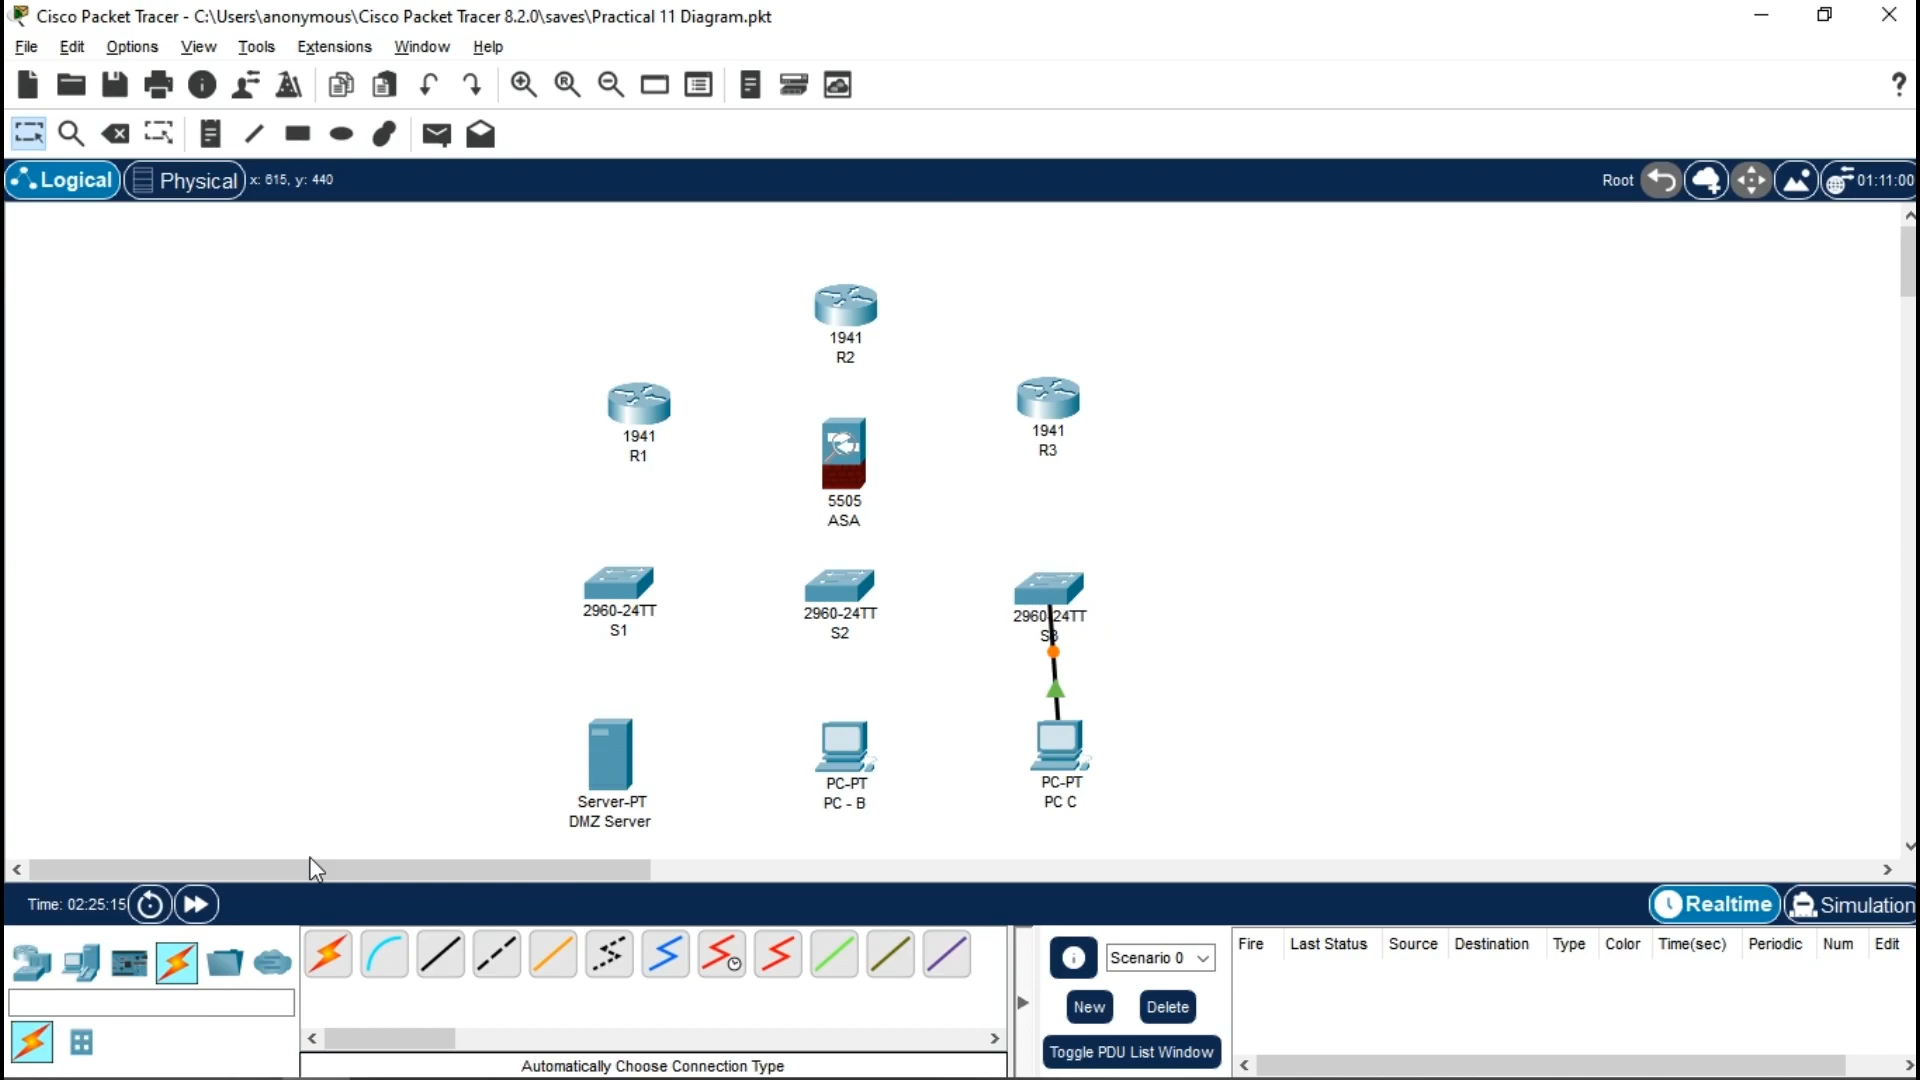 Cisco Packet Tracer - C:\Users\anonymous\Cisco Packet Tracer 8.2.0\saves\Practical 11 Diagram.pkt
File Edit Options View Tools Extensions Window Help
Logical Physical x: 615, y: 440 Root 01:11:00
1941
R2
1941
R1
1941
R3
5505
ASA
2960-24TT
S1
2960-24TT
S2
2960-24TT
S3
Server-PT
DMZ Server
PC-PT
PC - B
PC-PT
PC C
Time: 02:25:15 Realtime Simulation
Scenario 0
New Delete
Toggle PDU List Window
Fire Last Status Source Destination Type Color Time(sec) Periodic Num Edit
Automatically Choose Connection Type